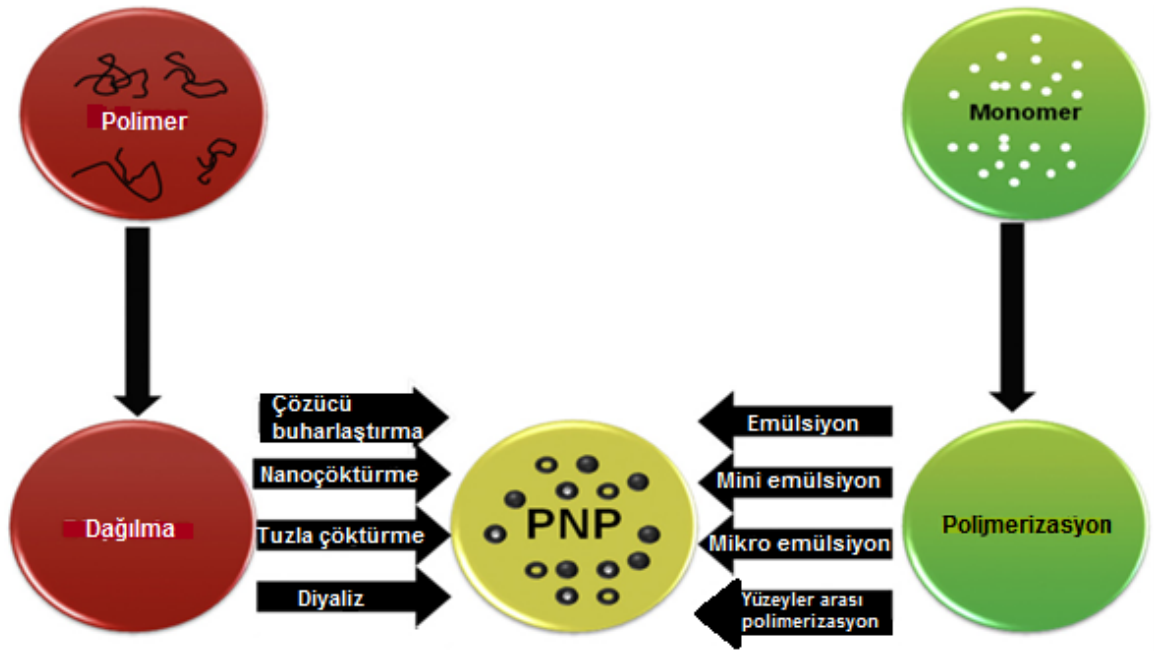 Polimer
Monomer
Çözücü
buharlaştırma
Emülsiyon
Nanoçöktürme
Mini emülsiyon
Dağılma
Tuzla çöktürme
PNP
Mikro emülsiyon
Polimerizasyon
Diyaliz
Yüzeyler arası
polimerizasyon